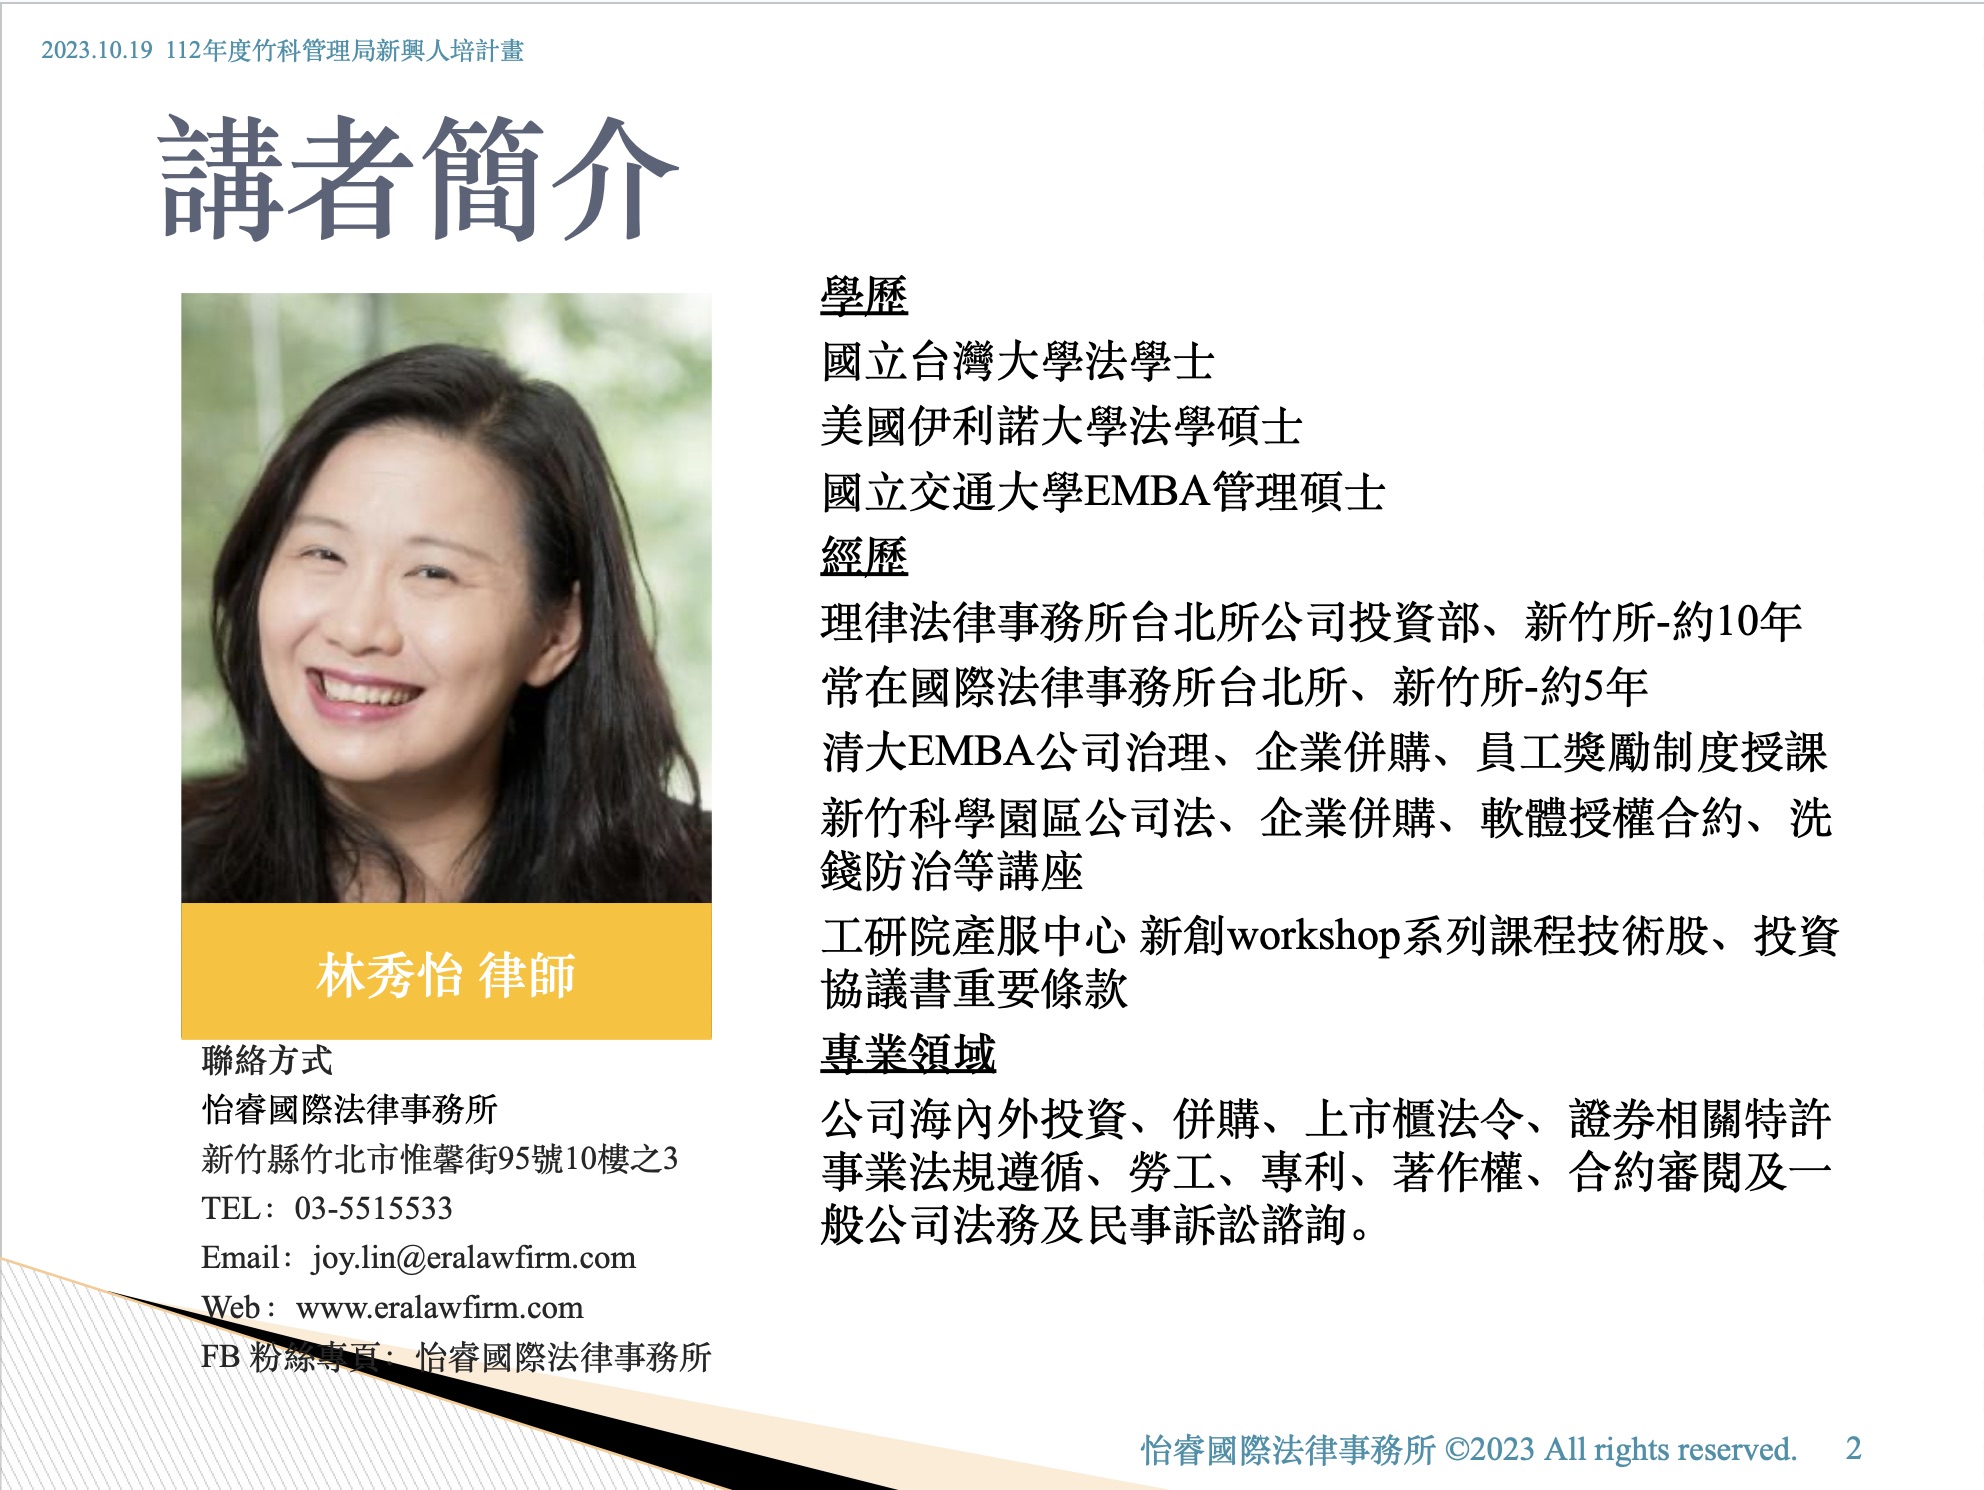 2023.10.19 112年度竹科管理局新興人培計畫
講者簡介
林秀怡 律師
聯絡方式
怡睿國際法律事務所
新竹縣竹北市惟馨街95號10樓之3
TEL：03-5515533
Email：joy.lin@eralawfirm.com
Web：www.eralawfirm.com
FB 粉絲專頁：怡睿國際法律事務所
學歷
國立台灣大學法學士
美國伊利諾大學法學碩士
國立交通大學EMBA管理碩士
經歷
理律法律事務所台北所公司投資部、新竹所-約10年
常在國際法律事務所台北所、新竹所-約5年
清大EMBA公司治理、企業併購、員工獎勵制度授課
新竹科學園區公司法、企業併購、軟體授權合約、洗
錢防治等講座
工研院產服中心 新創workshop系列課程技術股、投資
協議書重要條款
專業領域
公司海內外投資、併購、上市櫃法令、證券相關特許
事業法規遵循、勞工、專利、著作權、合約審閱及一
般公司法務及民事訴訟諮詢。
怡睿國際法律事務所 ©2023 All rights reserved. 2